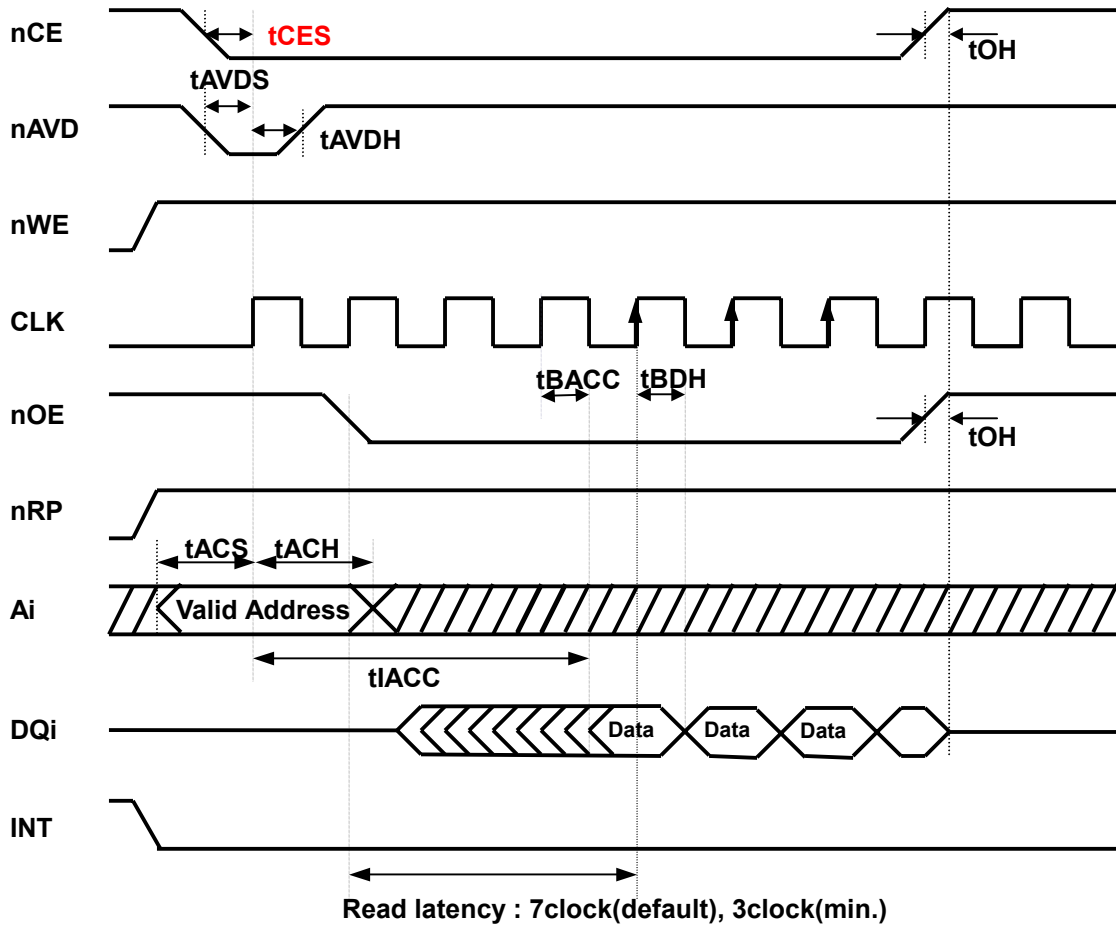 nCE
tCES
tOH
tAVDS
nAVD
tAVDH
nWE
CLK
tBACC
tBDH
nOE
tOH
nRP
tACS
tACH
Ai
Valid Address
tIACC
DQi
Data
Data
Data
INT
Read latency : 7clock(default), 3clock(min.)